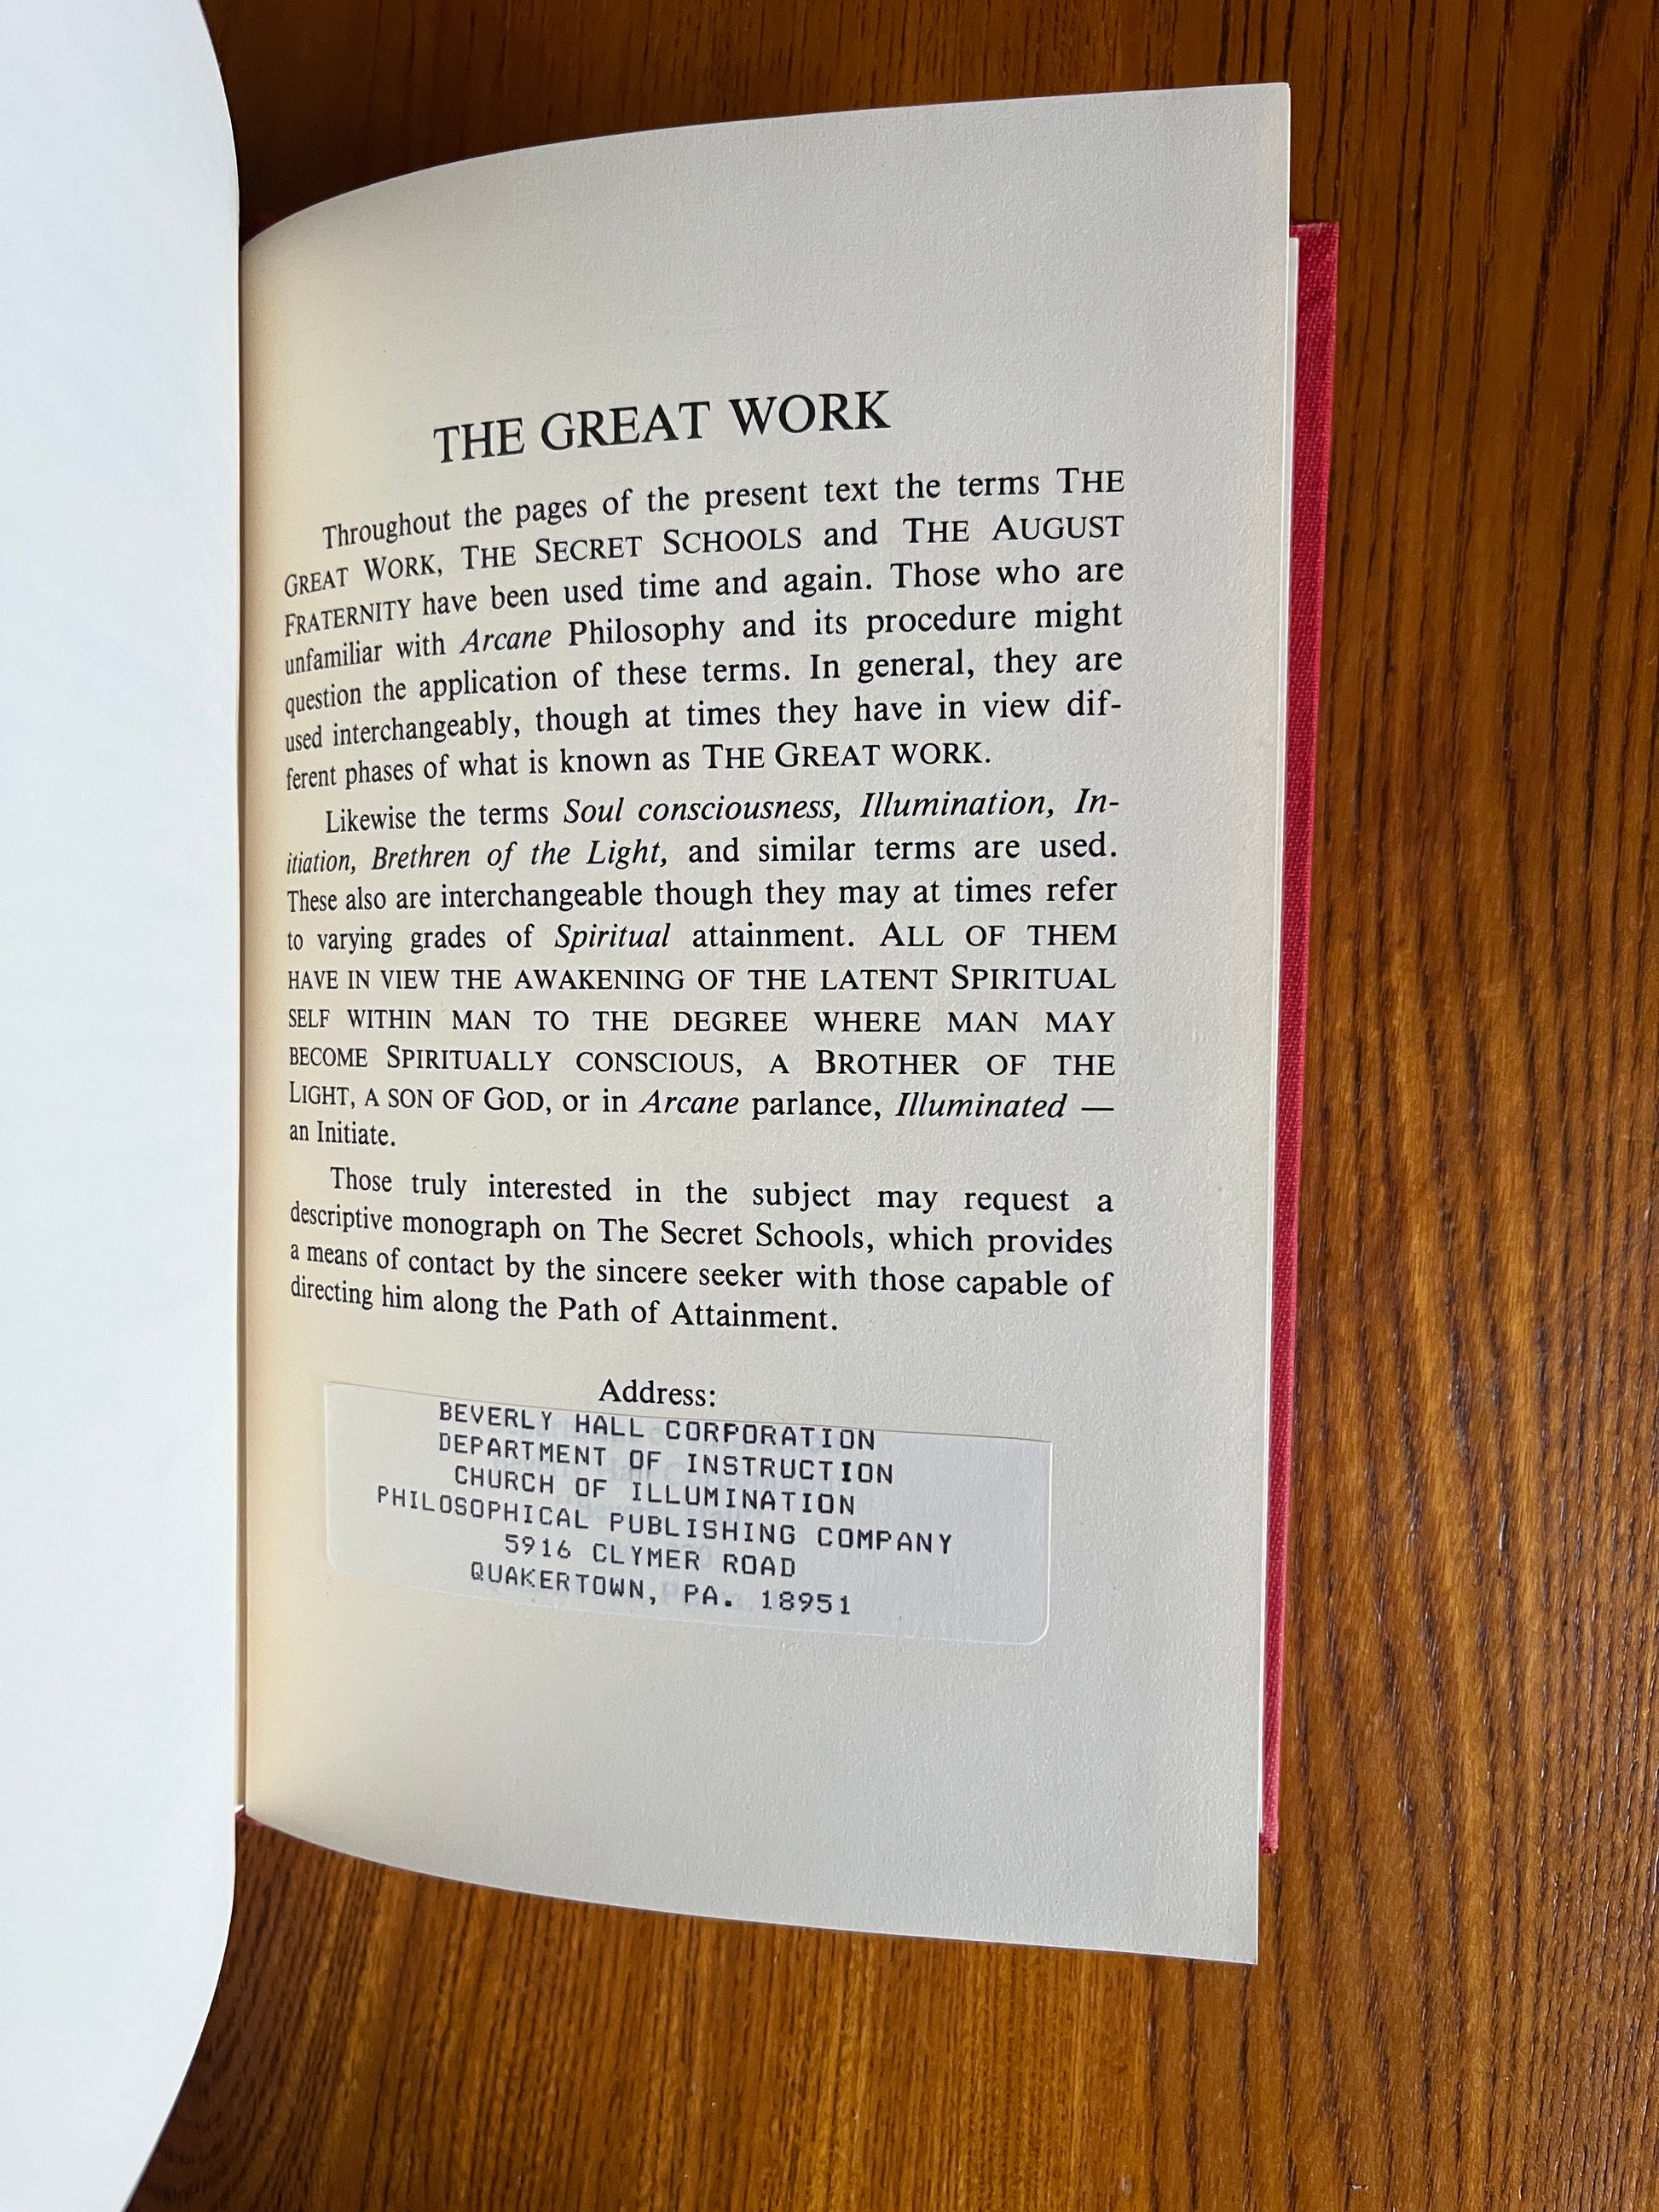 THE GREAT WORK
Throughout the pages of the present text the terms THE
GREAT WORK, THE SECRET SCHOOLS and THE AUGUST
FRATERNITY have been used time and again. Those who are
unfamiliar with Arcane Philosophy and its procedure might
question the application of these terms. In general, they are
used interchangeably, though at times they have in view dif-
ferent phases of what is known as THE GREAT WORK.
Likewise the terms Soul consciousness, Illumination, In-
itiation, Brethren of the Light, and similar terms are used.
These also are interchangeable though they may at times refer
to varying grades of Spiritual attainment. ALL OF THEM
HAVE IN VIEW THE AWAKENING OF THE LATENT SPIRITUAL
SELF WITHIN MAN TO THE DEGREE WHERE MAN MAY
BECOME SPIRITUALLY CONSCIOUS, A BROTHER OF THE
LIGHT, A SON OF GOD, or in Arcane parlance, Illuminated —
an Initiate.
Those truly interested in the subject may request a
descriptive monograph on The Secret Schools, which provides
a means of contact by the sincere seeker with those capable of
directing him along the Path of Attainment.
Address:
BEVERLY HALL CORPORATION
DEPARTMENT OF INSTRUCTION
CHURCH OF ILLUMINATION
PHILOSOPHICAL PUBLISHING COMPANY
5916 CLYMER ROAD
QUAKERTOWN, PA. 18951